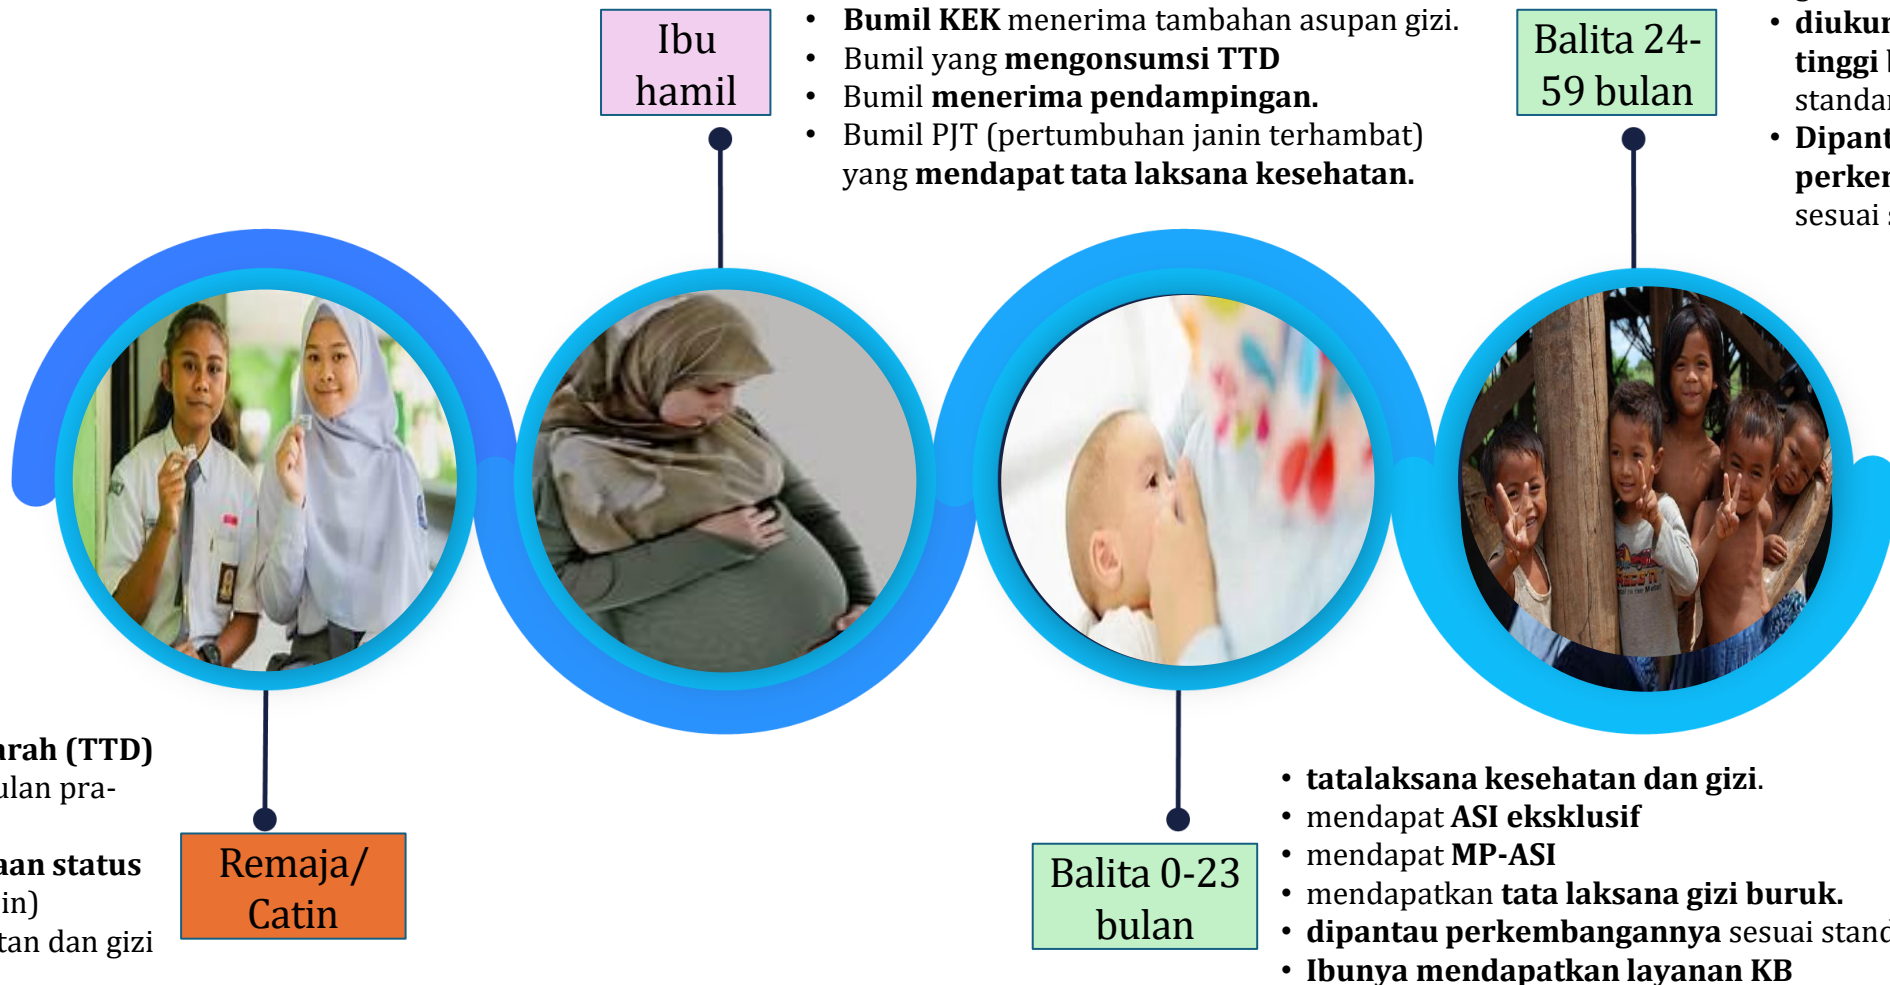 Ibu
hamil
• Bumil KEK menerima tambahan asupan gizi.
• Bumil yang mengonsumsi TTD
• Bumil menerima pendampingan.
• Bumil PJT (pertumbuhan janin terhambat)
yang mendapat tata laksana kesehatan.
Balita 24-
59 bulan
• diukur
tinggi
standar
• Dipant
perkem
sesuai
arah (TTD)
ulan pra-
aan status
in)
tan dan gizi
Remaja/
Catin
Balita 0-23
bulan
• tatalaksana kesehatan dan gizi.
• mendapat ASI eksklusif
• mendapat MP-ASI
• mendapatkan tata laksana gizi buruk.
• dipantau perkembangannya sesuai stand
• Ibunya mendapatkan layanan KB